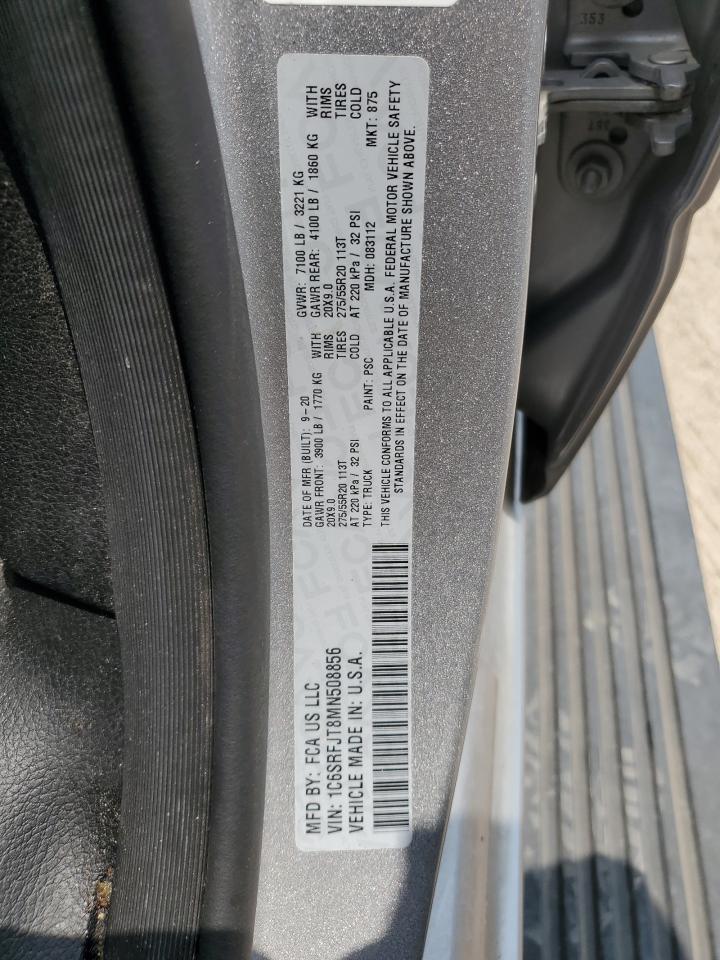 MFD BY: FCA US LLC
VIN: 1C6SRFJT8MN508856
VEHICLE MADE IN: U.S.A.
DATE OF MFR (BUILT): 9-20 GVWR: 7100 LB / 3221 KG
GAWR FRONT: 3900 LB / 1770 KG WITH GAWR REAR: 4100 LB / 1860 KG WITH
20X9.0 RIMS 20X9.0 RIMS
275/55R20 113T TIRES 275/55R20 113T TIRES
AT 220 kPa / 32 PSI COLD AT 220 kPa / 32 PSI COLD
TYPE: TRUCK PAINT: PSC MDH: 083112 MKT: 875
THIS VEHICLE CONFORMS TO ALL APPLICABLE U.S.A. FEDERAL MOTOR VEHICLE SAFETY
STANDARDS IN EFFECT ON THE DATE OF MANUFACTURE SHOWN ABOVE.
353
357